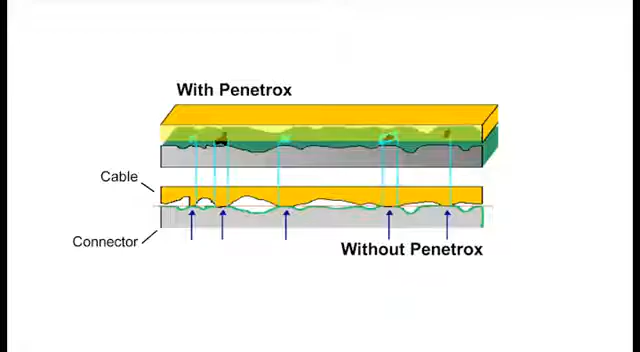 With Penetrox
Cable
Connector
Without Penetrox